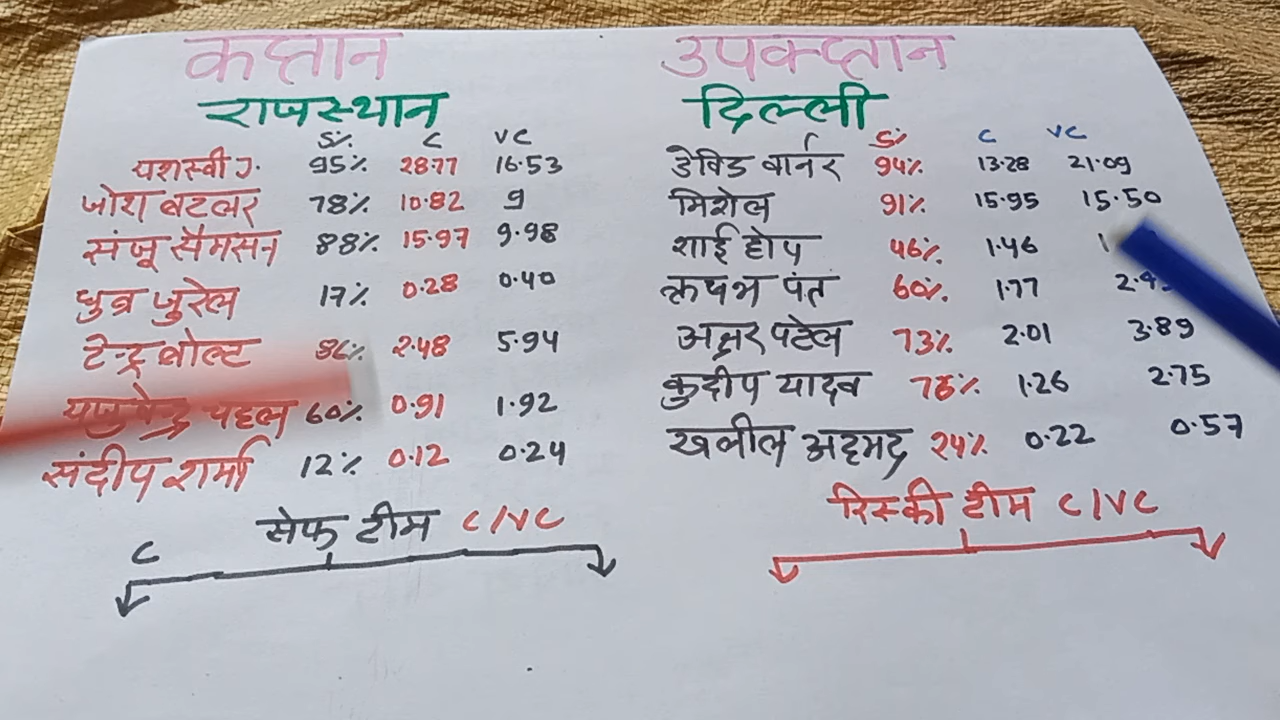 कप्तान उपकप्तान
राजस्थान दिल्ली
S% C VC S% C VC
यशस्वी J. 95% 28.77 16.53 डेविड वार्नर 94% 13.28 21.09
जोश बटलर 78% 10.82 9 मिशेल 91% 15.95 15.50
संजू सैमसन 88% 15.97 9.98 शाई होप 46% 1.46
ध्रुव जुरेल 17% 0.28 0.40 ऋषभ पंत 60% 1.77
टेन्ट्र बोल्ट 2.48 5.94 अक्षर पटेल 73% 2.01 3.89
60% 0.91 1.92 कुदीप यादव 1.26 2.75
संदीप शर्मा 12% 0.12 0.24 खलील अहमद 24% 0.22 0.57
सेफ टीम C/VC रिस्की टीम C/VC
C